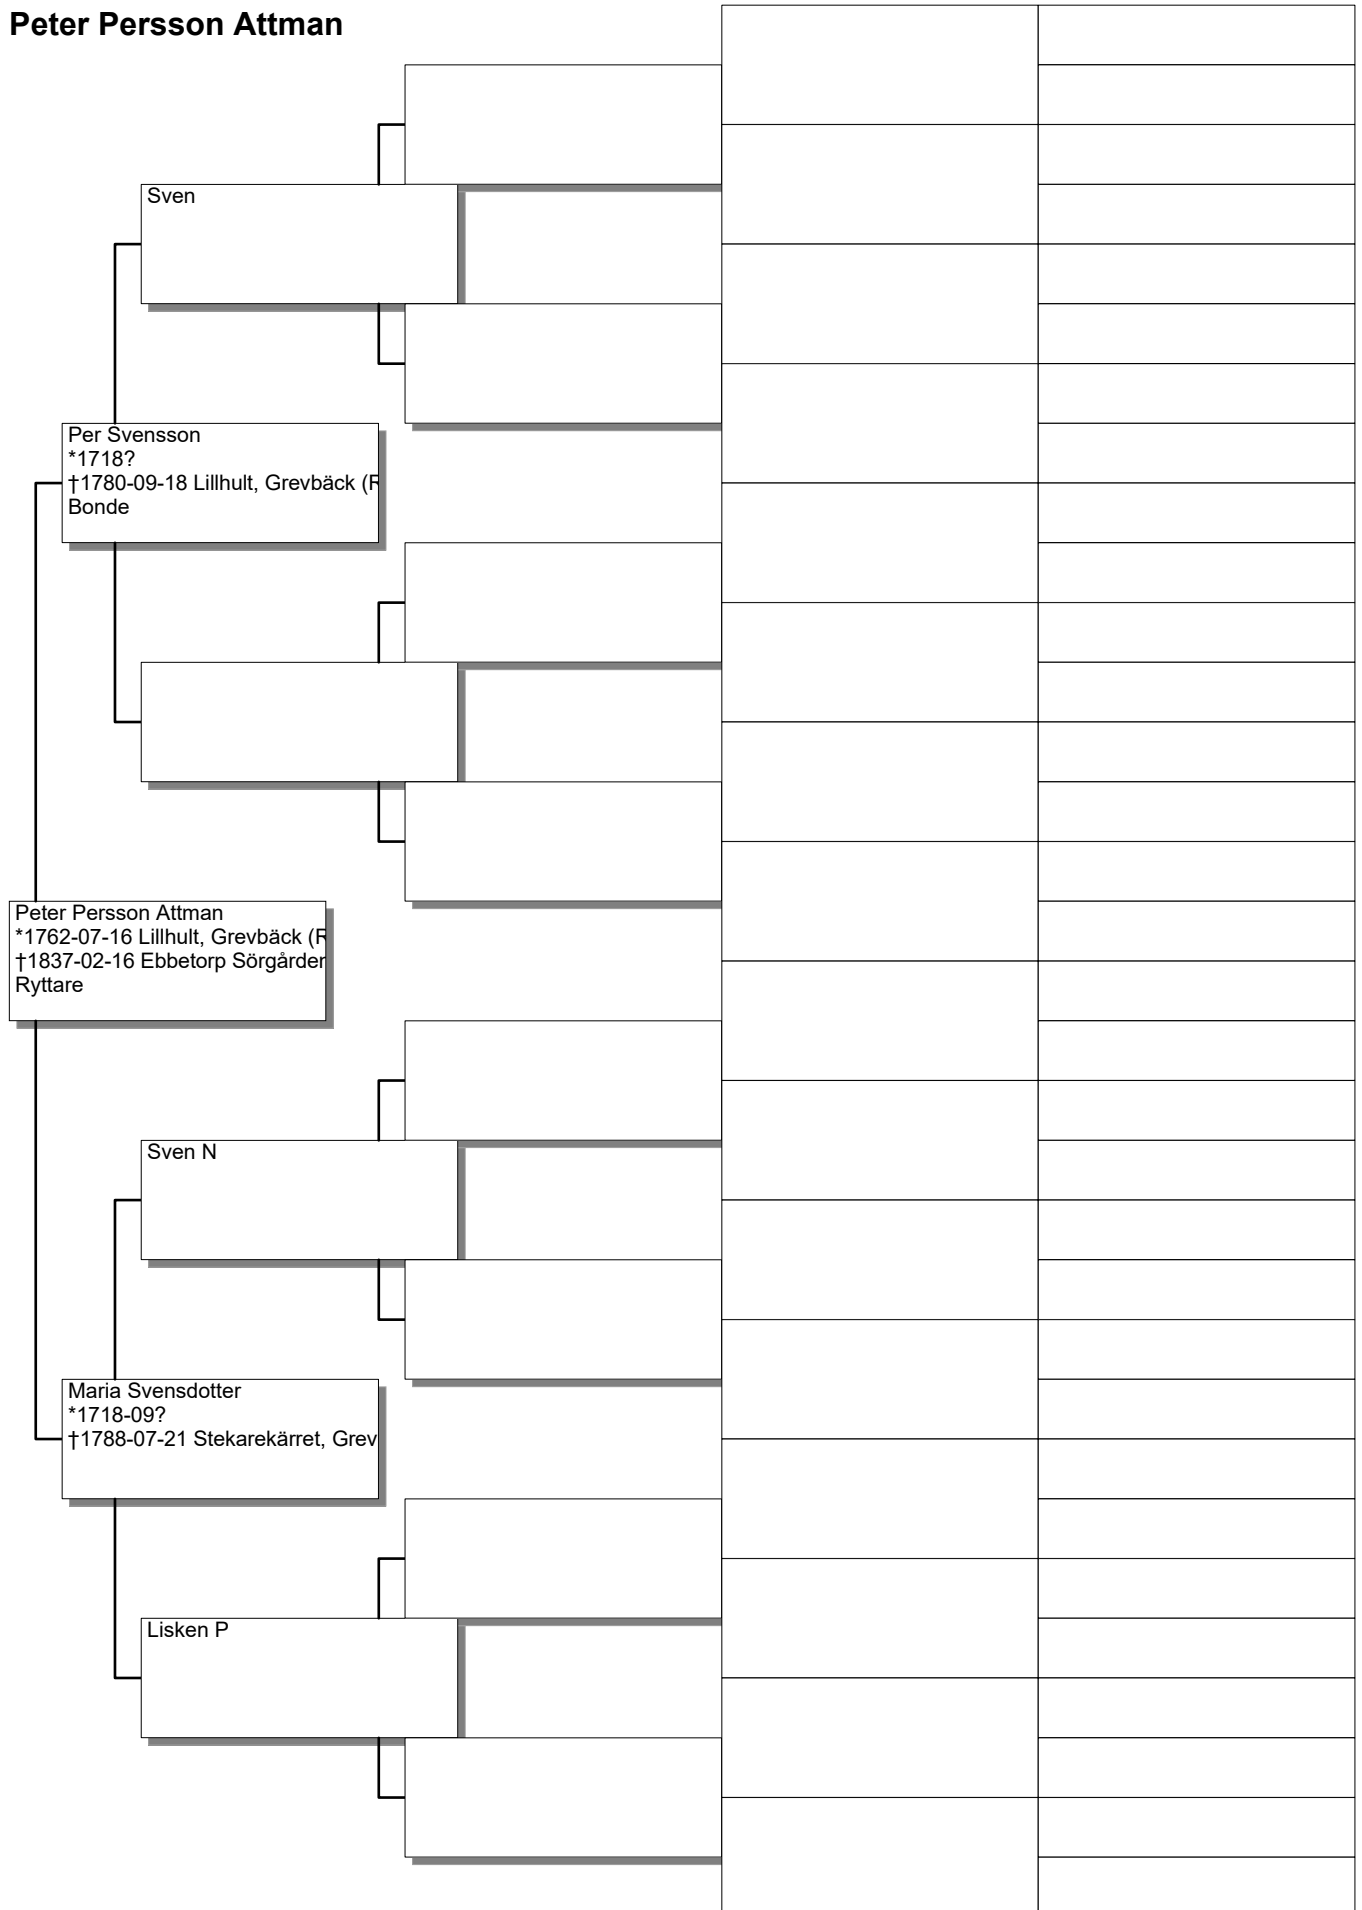 Peter Persson Attman
Sven
Per Svensson
*1718?
†1780-09-18 Lillhult, Grevbäck (R
Bonde
Peter Persson Attman
*1762-07-16 Lillhult, Grevbäck (R
†1837-02-16 Ebbetorp Sörgården
Ryttare
Sven N
Maria Svensdotter
*1718-09?
†1788-07-21 Stekarekärret, Grev
Lisken P